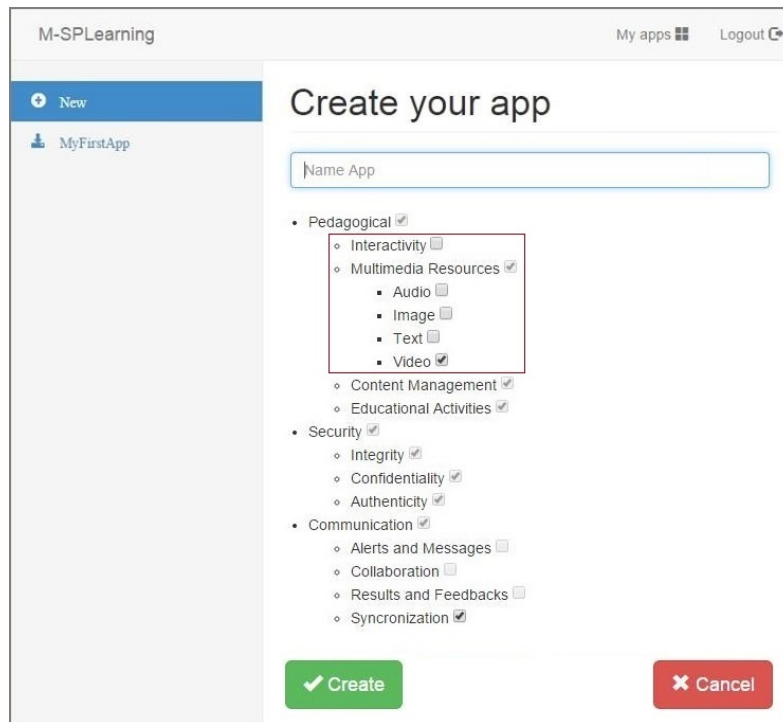 M-SPLearning
My apps
Logout
New
MyFirstApp
Create your app
Name App
Pedagogical
Interactivity
Multimedia Resources
Audio
Image
Text
Video
Content Management
Educational Activities
Security
Integrity
Confidentiality
Authenticity
Communication
Alerts and Messages
Collaboration
Results and Feedbacks
Syncronization
Create
Cancel